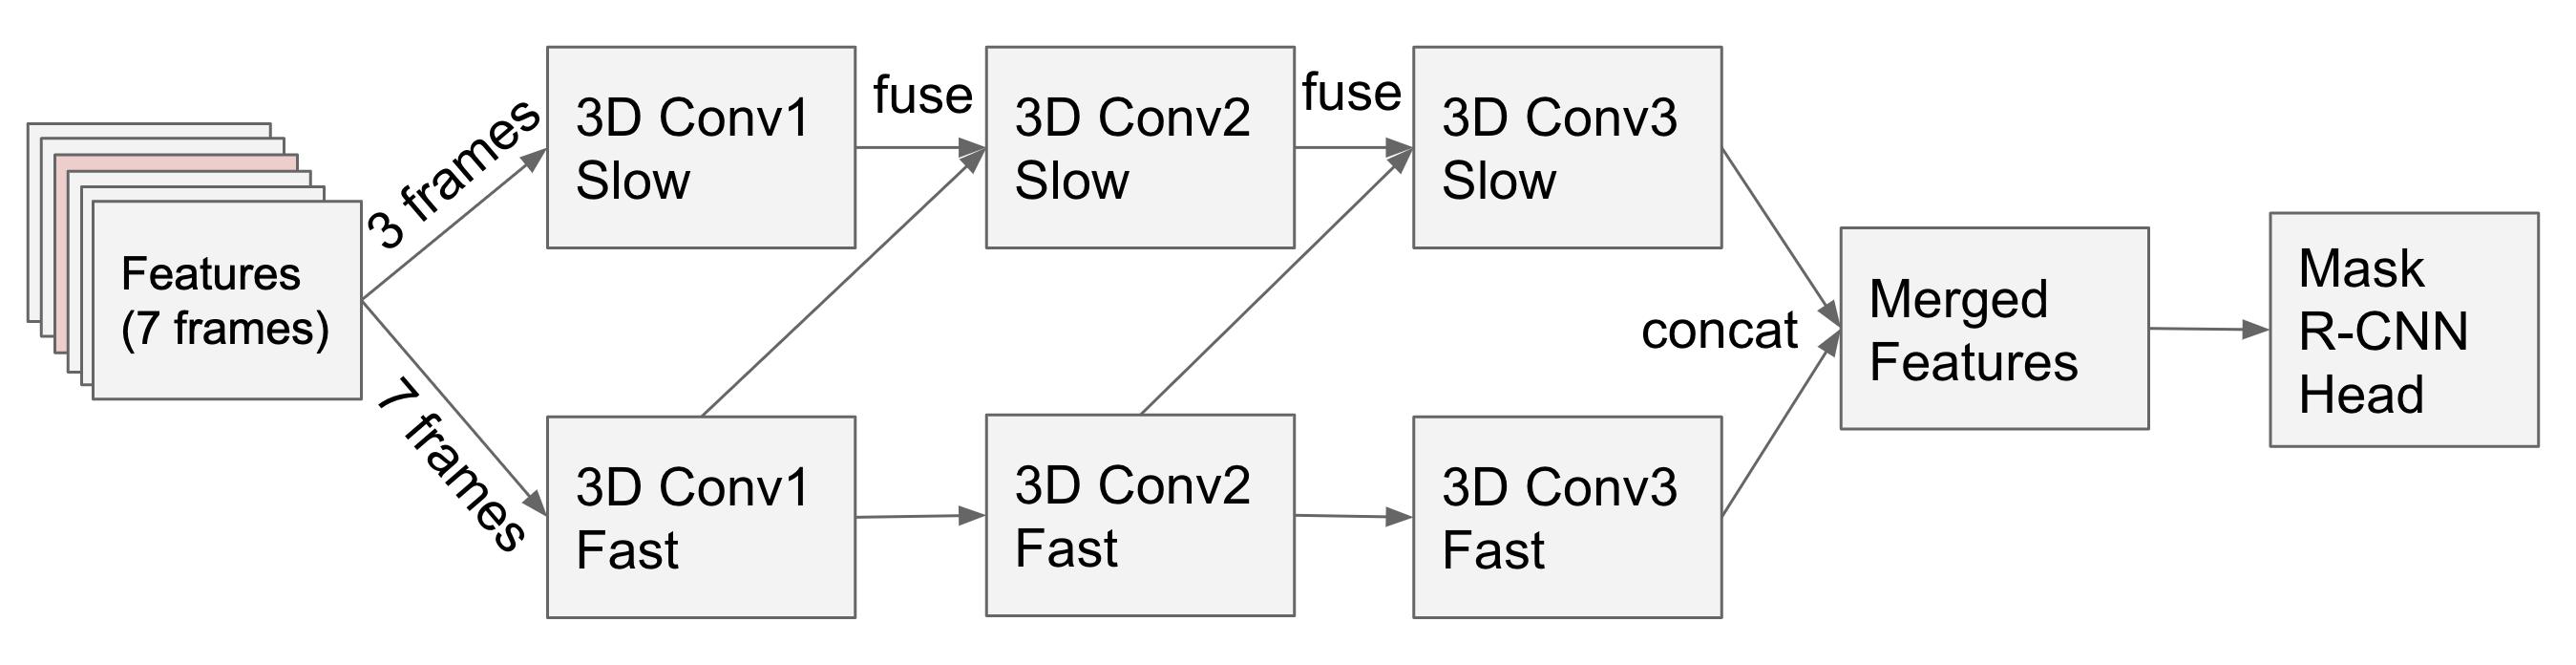 Features
(7 frames)
3 frames
7 frames
3D Conv1
Slow
fuse
3D Conv2
Slow
fuse
3D Conv3
Slow
3D Conv1
Fast
3D Conv2
Fast
3D Conv3
Fast
concat
Merged
Features
Mask
R-CNN
Head